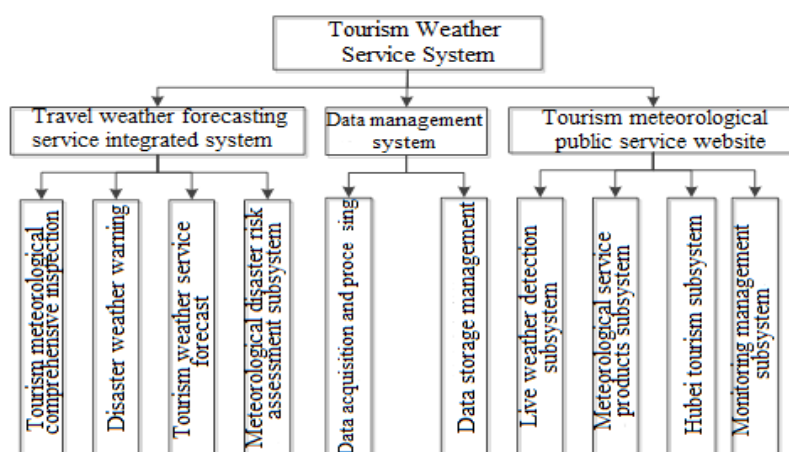 Tourism Weather
Service System
Travel weather forecasting
service integrated system
Data management
system
Tourism meteorological
public service website
Tourism meteorological
comprehensive inspection
Disaster weather warning
Tourism weather service
forecast
Meteorological disaster risk
assessment subsystem
Data acquisition and proce sing
Data storage management
Live weather detection
subsystem
Meteorological service
products subsystem
Hubei tourism subsystem
Monitoring management
subsystem